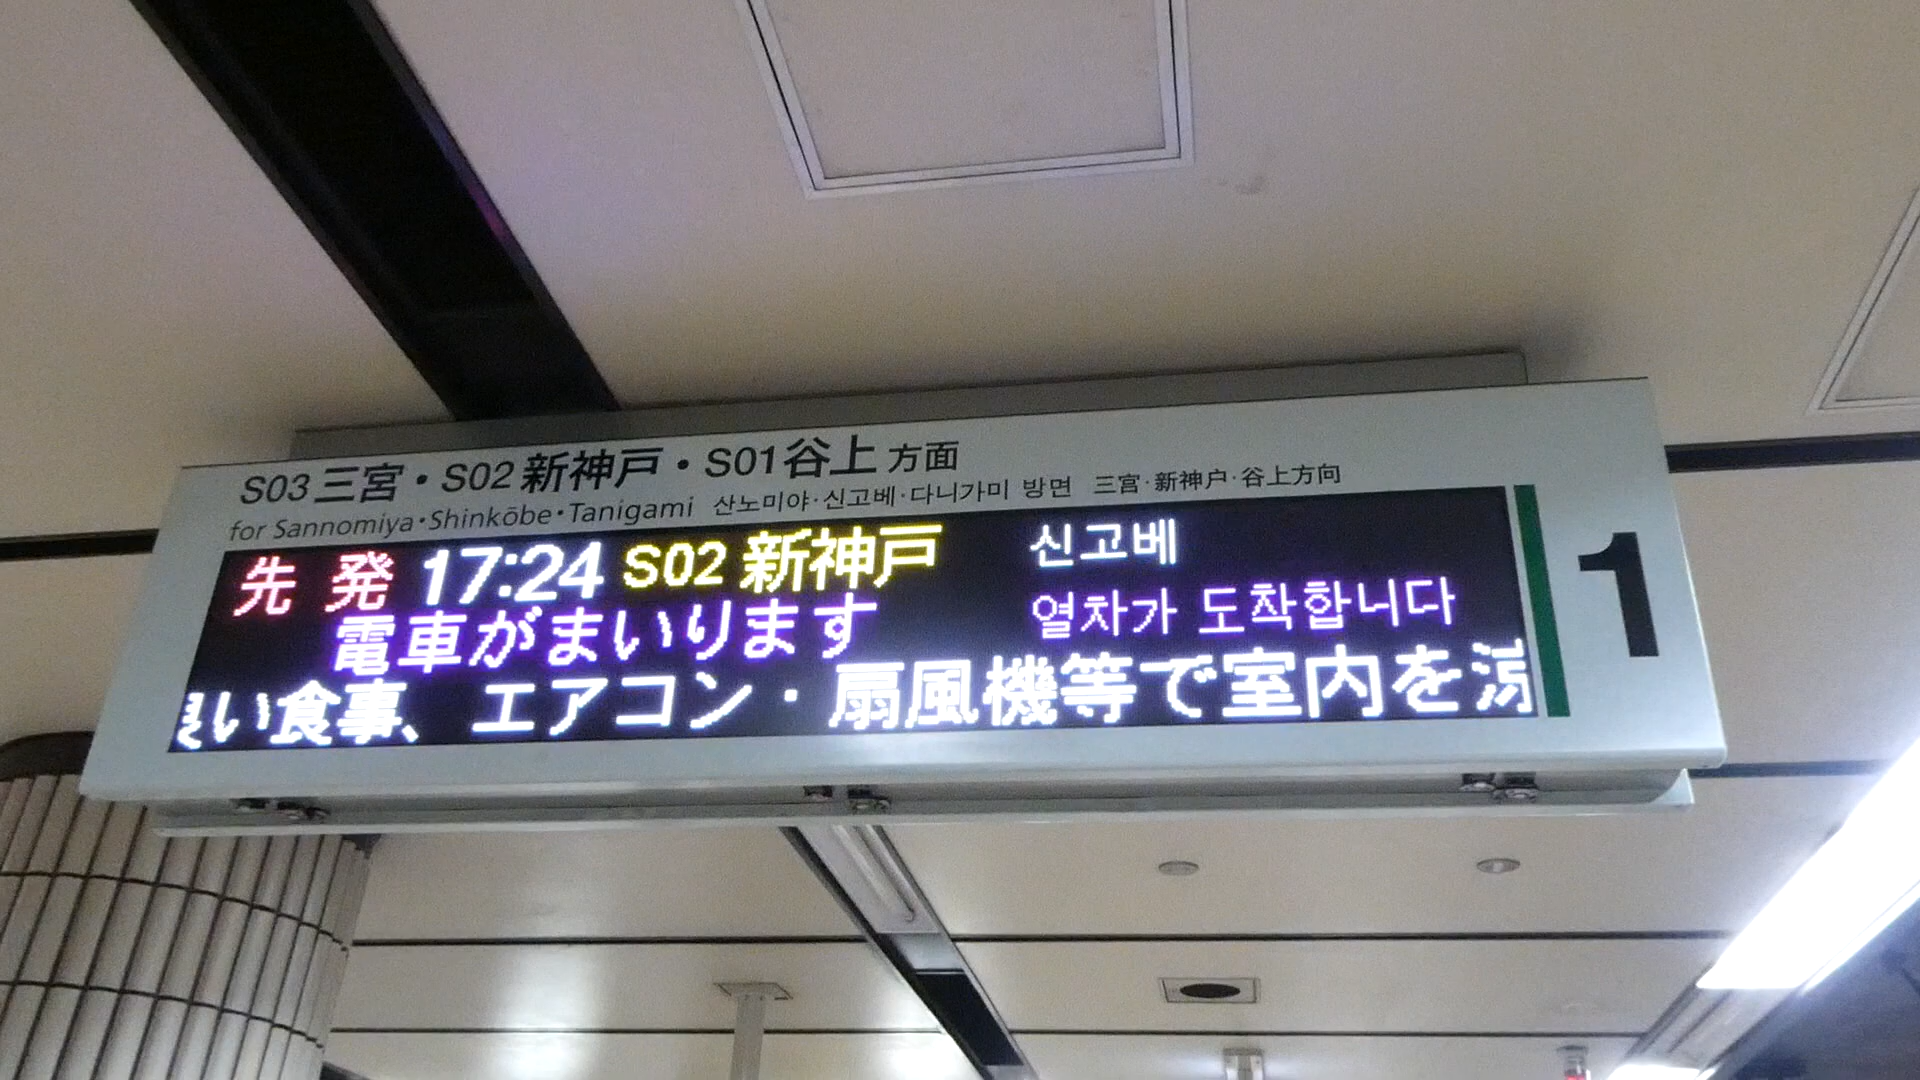 S03三宮・S02新神戸・S01谷上方面
for Sannomiya・Shinkōbe・Tanigami 산노미야·신고베·다니가미 방면 三宫·新神户·谷上方向
先発 17:24 S02 新神戸 신고베
電車がまいります 열차가 도착합니다
良い食事、エアコン・扇風機等で室内を涼
1